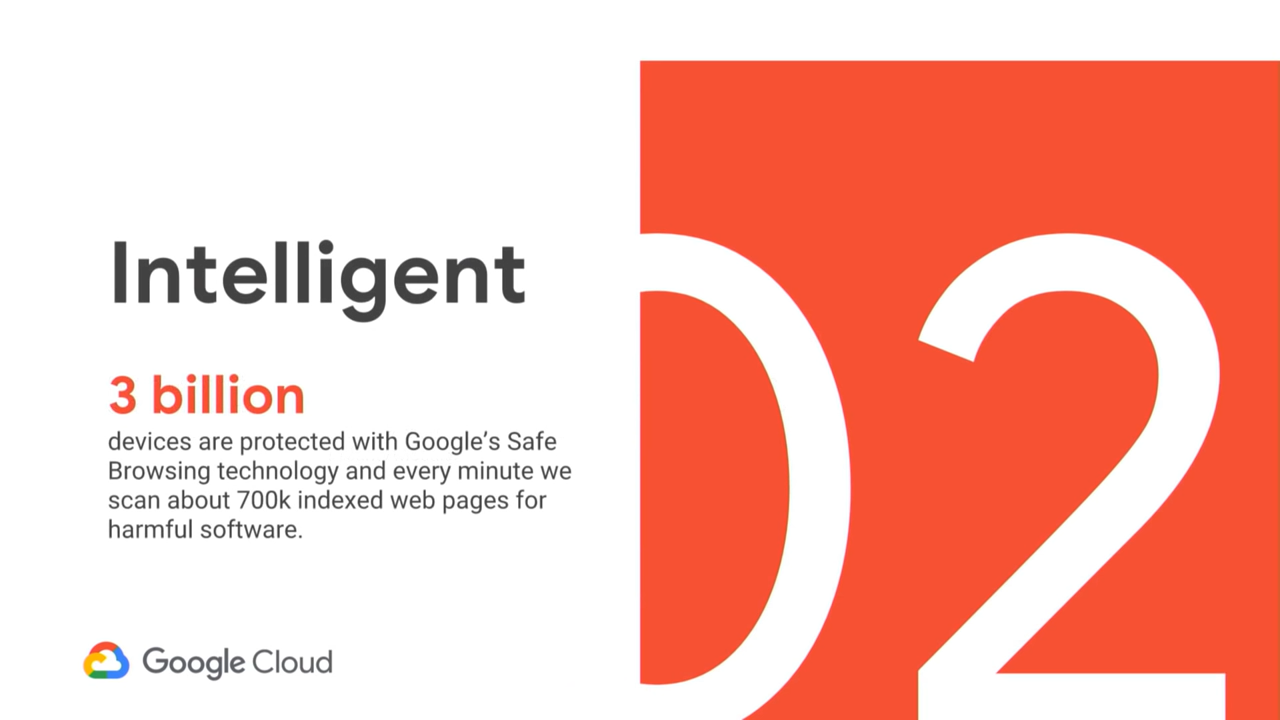 Intelligent
3 billion
devices are protected with Google’s Safe
Browsing technology and every minute we
scan about 700k indexed web pages for
harmful software.
Google Cloud
02